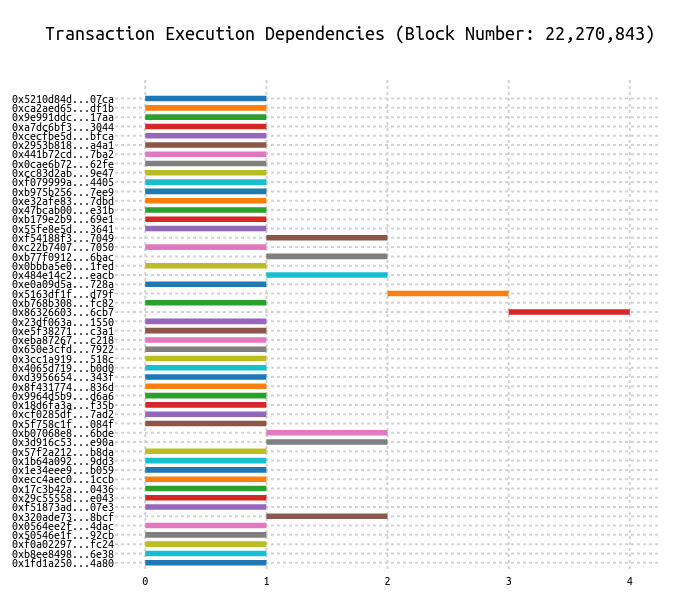 Transaction Execution Dependencies (Block Number: 22,270,843)
0x5210d84d...07ca
0xca2aed65...df1b
0x9e991ddc...17aa
0xa7dc6bf3...3044
0xcecfbe5d...bfca
0x2953b818...a4a1
0x441b72cd...7ba2
0x0cae6b72...62fe
0xcc83d2ab...9e47
0xf079999a...4405
0xb975b256...7ee9
0xe32afe83...7dbd
0x47bcab00...e31b
0xb179e2b9...69e1
0x55fe8e5d...3641
0xf54188f3...7049
0xc22b7407...7050
0xb77f0912...6bac
0x0bbba5e0...1fed
0x484e14c2...eacb
0xe0a09d5a...728a
0x5163df1f...d79f
0xb768b308...fc82
0x86326603...6cb7
0x23df063a...1550
0xe5f38271...c3a1
0xeba87267...c218
0x650e3cfd...7922
0x3cc1a919...518c
0x4065d719...b0d0
0xd3956654...343f
0x8f431774...836d
0x9964d5b9...d6a6
0x18d6fa3a...f35b
0xcf0285df...7ad2
0x5f758c1f...084f
0xb07068e8...6bde
0x3d916c53...e90a
0x57f2a212...b8da
0x1b64a092...9dd3
0x1e34eee9...b059
0xecc4aec0...1ccb
0x17c3b42a...0436
0x29c55558...e043
0xf51873ad...07e3
0x320ade73...8bcf
0x0564ee2f...4dac
0x50546e1f...92cb
0xf0a02297...fc24
0xb8ee8498...6e38
0x1fd1a250...4a80
0 1 2 3 4